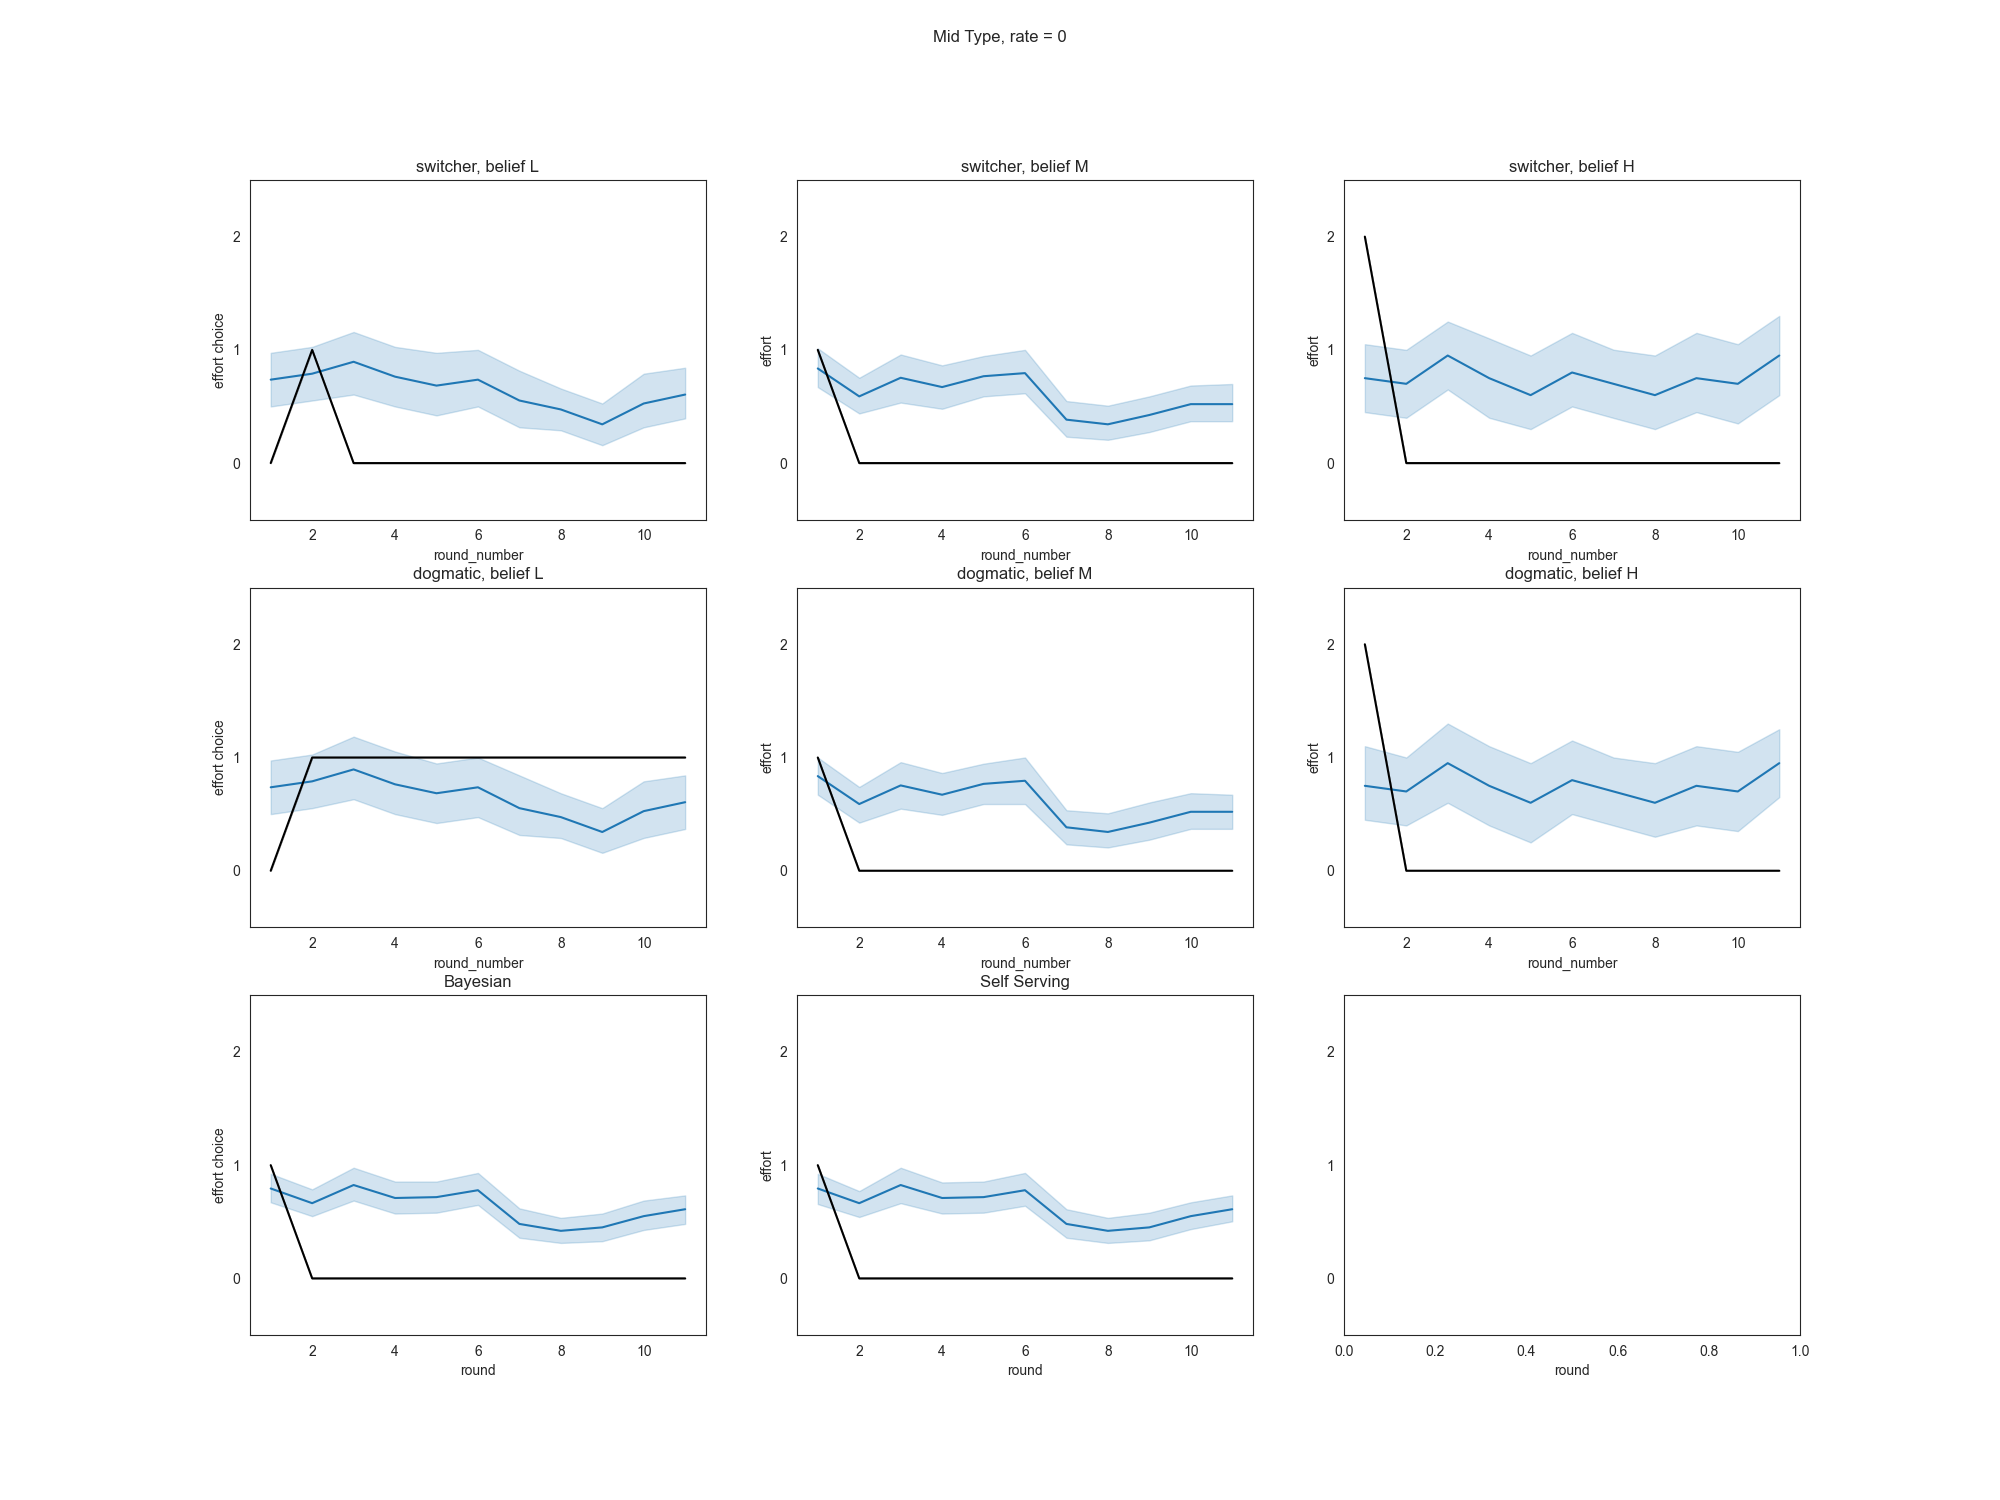 Mid Type, rate = 0
switcher, belief L
switcher, belief M
switcher, belief H
effort choice
2
1
0
2 4 6 8 10
round_number
effort
2
1
0
2 4 6 8 10
round_number
effort
2
1
0
2 4 6 8 10
round_number
dogmatic, belief L
dogmatic, belief M
dogmatic, belief H
effort choice
2
1
0
2 4 6 8 10
round_number
effort
2
1
0
2 4 6 8 10
round_number
effort
2
1
0
2 4 6 8 10
round_number
Bayesian
Self Serving
effort choice
2
1
0
2 4 6 8 10
round
effort
2
1
0
2 4 6 8 10
round
2
1
0
0.0 0.2 0.4 0.6 0.8 1.0
round